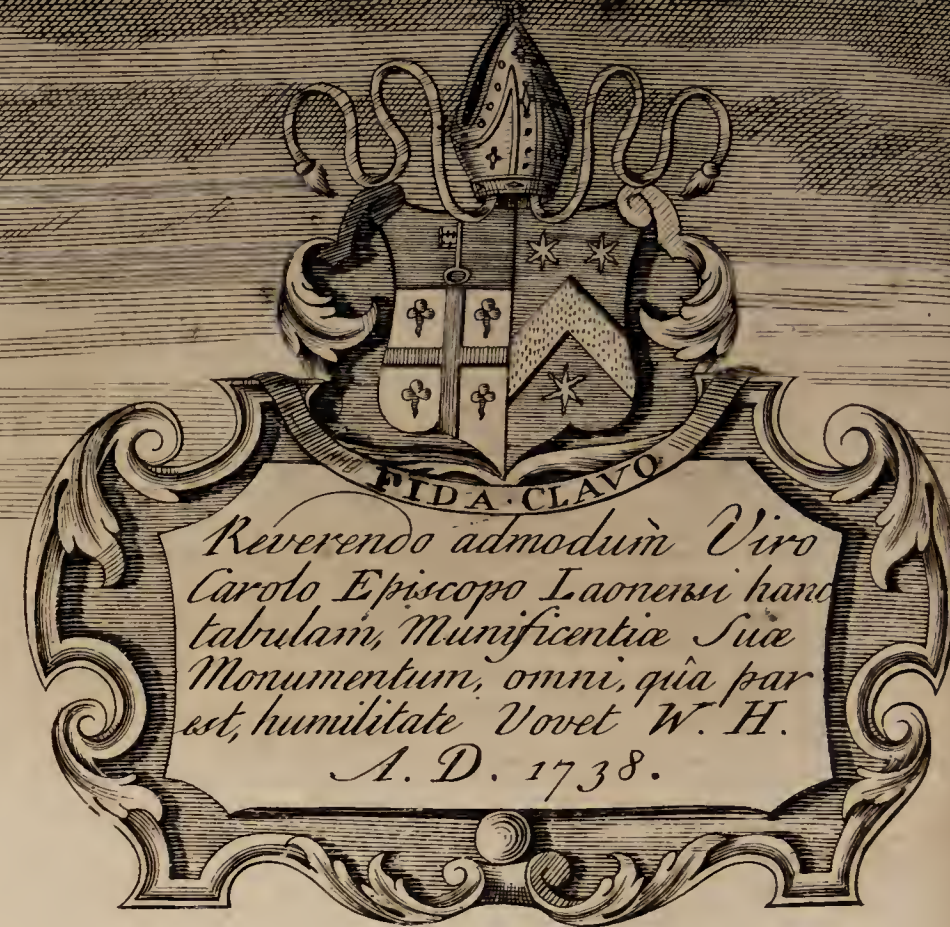 FIDA · CLAVO
Reverendo admodùm Viro
Carolo Episcopo Laonensi hanc
tabulam, Munificentiæ Suæ
Monumentum, omni, quâ par
est, humilitate Vovet W. H.
A. D. 1738.